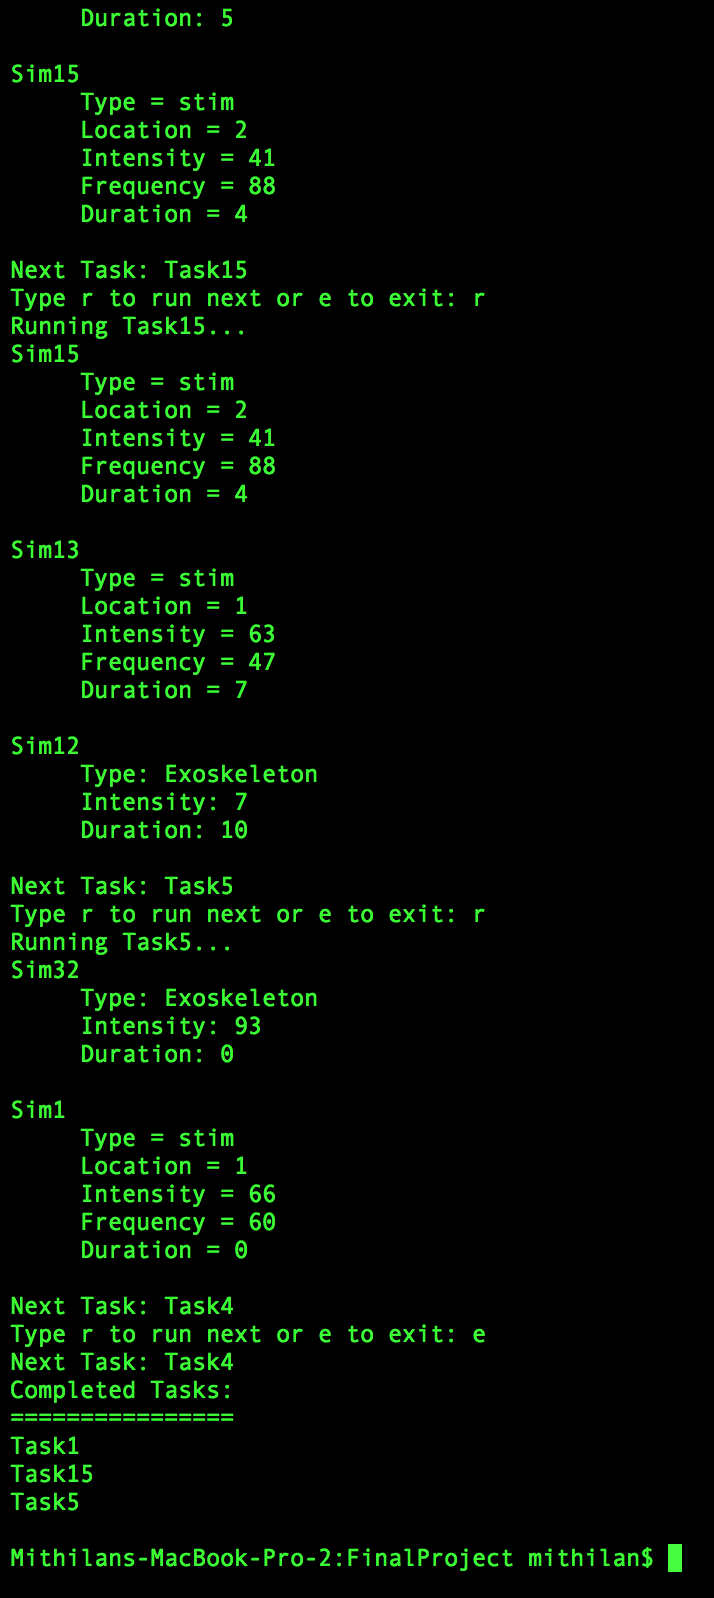 Duration: 5
Sim15
Type = stim
Location = 2
Intensity = 41
Frequency = 88
Duration = 4
Next Task: Task15
Type r to run next or e to exit: r
Running Task15...
Sim15
Type = stim
Location = 2
Intensity = 41
Frequency = 88
Duration = 4
Sim13
Type = stim
Location = 1
Intensity = 63
Frequency = 47
Duration = 7
Sim12
Type: Exoskeleton
Intensity: 7
Duration: 10
Next Task: Task5
Type r to run next or e to exit: r
Running Task5...
Sim32
Type: Exoskeleton
Intensity: 93
Duration: 0
Sim1
Type = stim
Location = 1
Intensity = 66
Frequency = 60
Duration = 0
Next Task: Task4
Type r to run next or e to exit: e
Next Task: Task4
Completed Tasks:
================
Task1
Task15
Task5
Mithilans-MacBook-Pro-2:FinalProject mithilan$